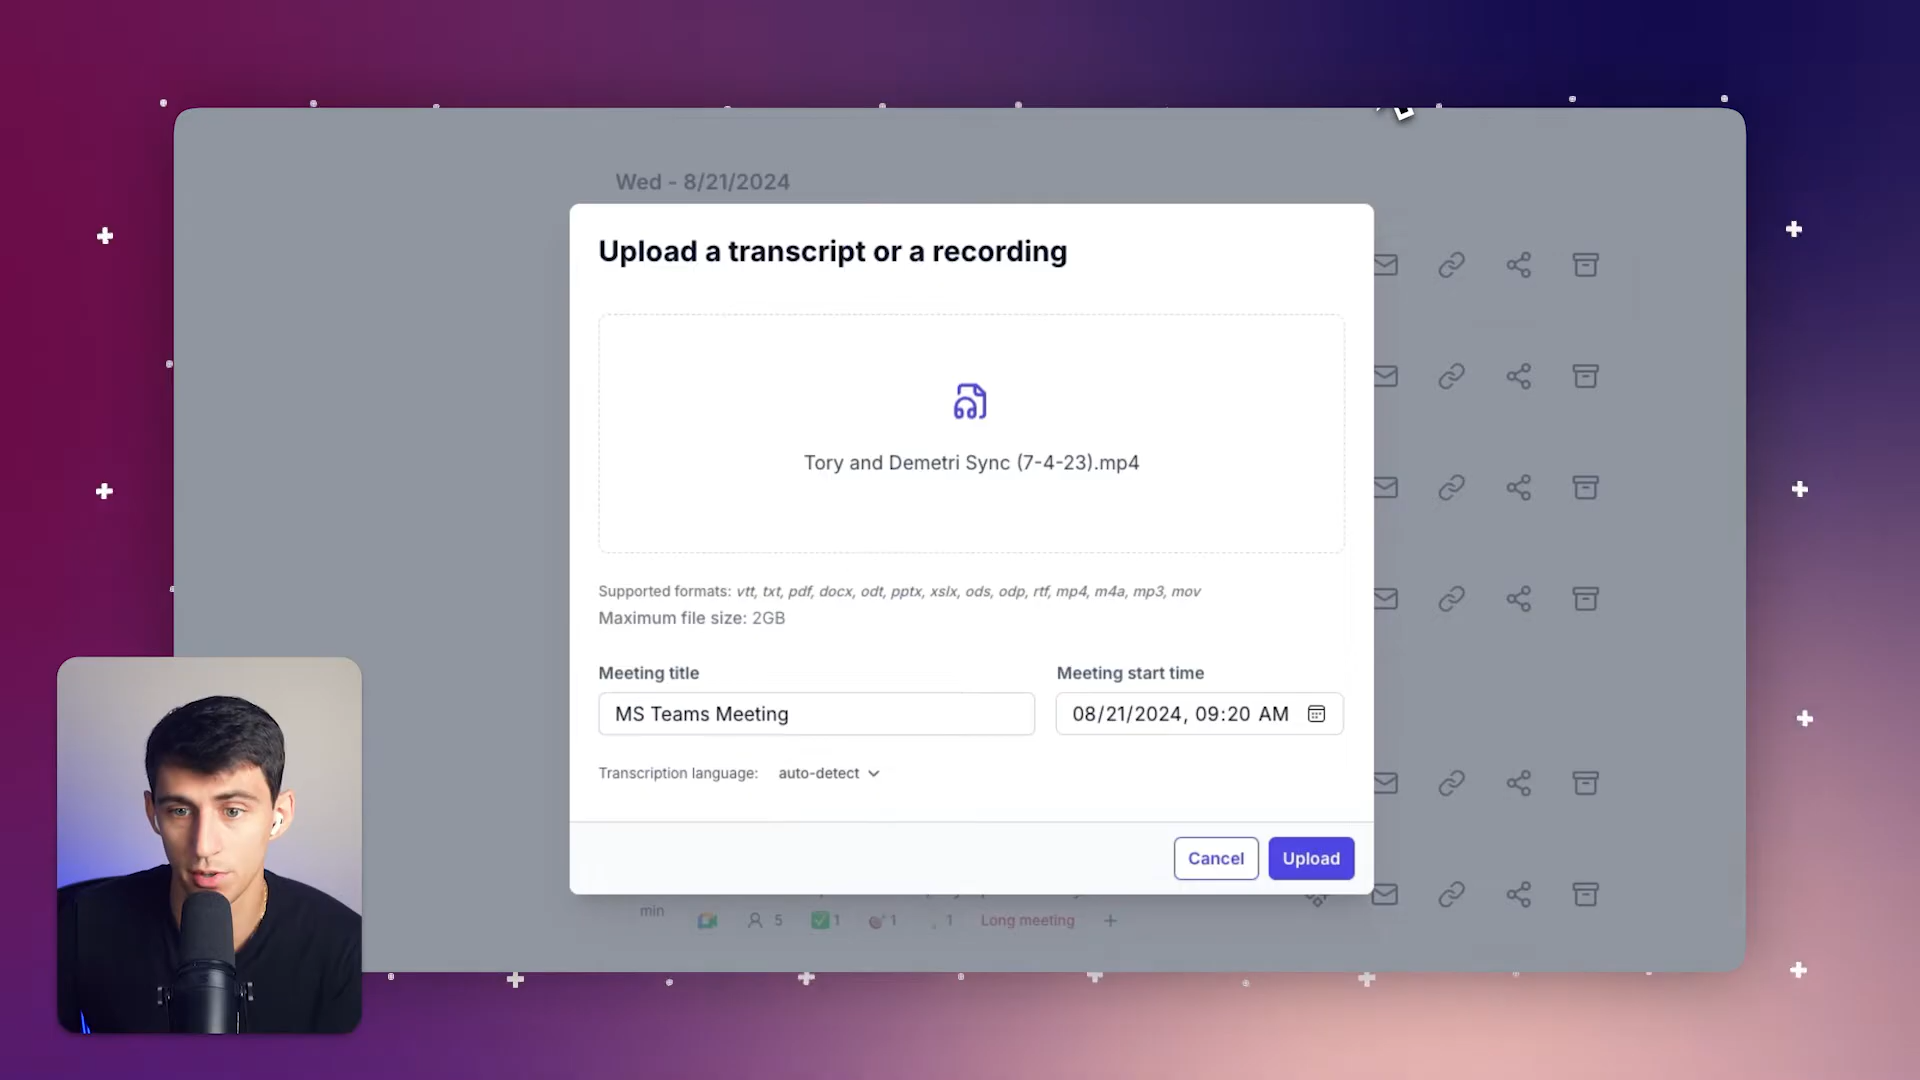 Wed - 8/21/2024
Upload a transcript or a recording
Tory and Demetri Sync (7-4-23).mp4
Supported formats: vtt, txt, pdf, docx, odt, pptx, xslx, ods, odp, rtf, mp4, m4a, mp3, mov
Maximum file size: 2GB
Meeting title
Meeting start time
MS Teams Meeting
08/21/2024, 09:20 AM
Transcription language: auto-detect
Cancel
Upload
min
5
1
1
1
Long meeting